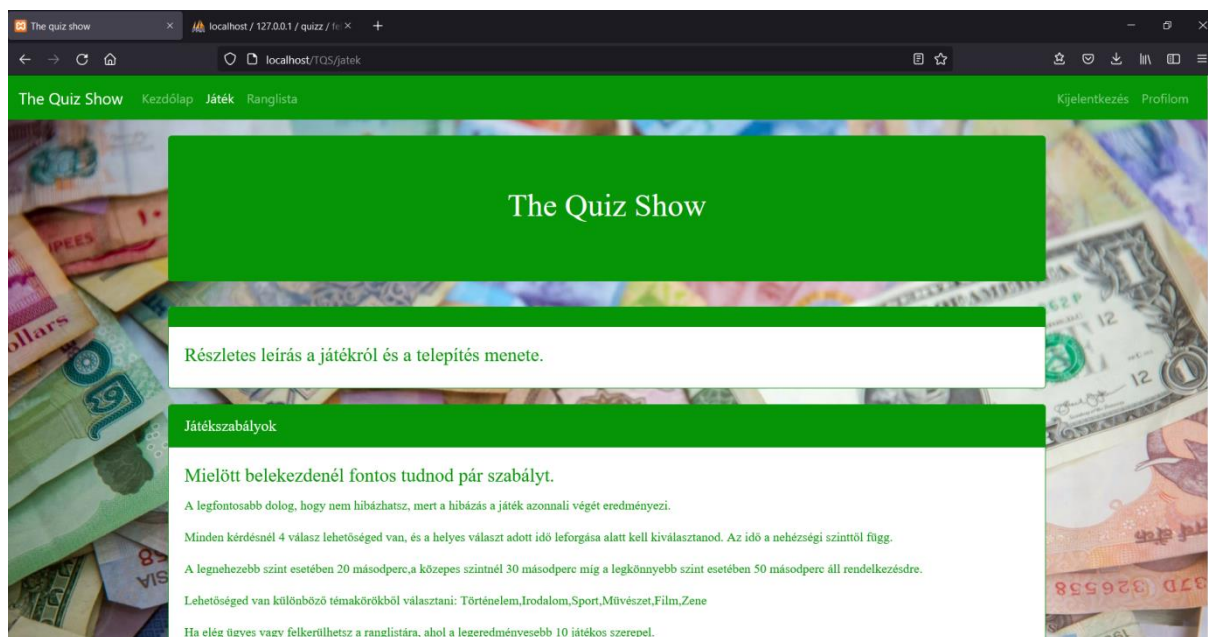 The quiz show
localhost / 127.0.0.1 / quizz / fel
localhost/TQS/jatek
The Quiz Show Kezdőlap Játék Ranglista Kijelentkezés Profilom
The Quiz Show
Részletes leírás a játékról és a telepítés menete.
Játékszabályok
Mielött belekezdenél fontos tudnod pár szabályt.
A legfontosabb dolog, hogy nem hibázhatsz, mert a hibázás a játék azonnali végét eredményezi.
Minden kérdésnél 4 válasz lehetőséged van, és a helyes választ adott idő leforgása alatt kell kiválasztanod. Az idő a nehézségi szinttől függ.
A legnehezebb szint esetében 20 másodperc,a közepes szintnél 30 másodperc míg a legkönnyebb szint esetében 50 másodperc áll rendelkezésdre.
Lehetőséged van különböző témakörökből választani: Történelem,Irodalom,Sport,Művészet,Film,Zene
Ha elég ügyes vagy felkerülhetsz a ranglistára, ahol a legeredményesebb 10 játékos szerepel.